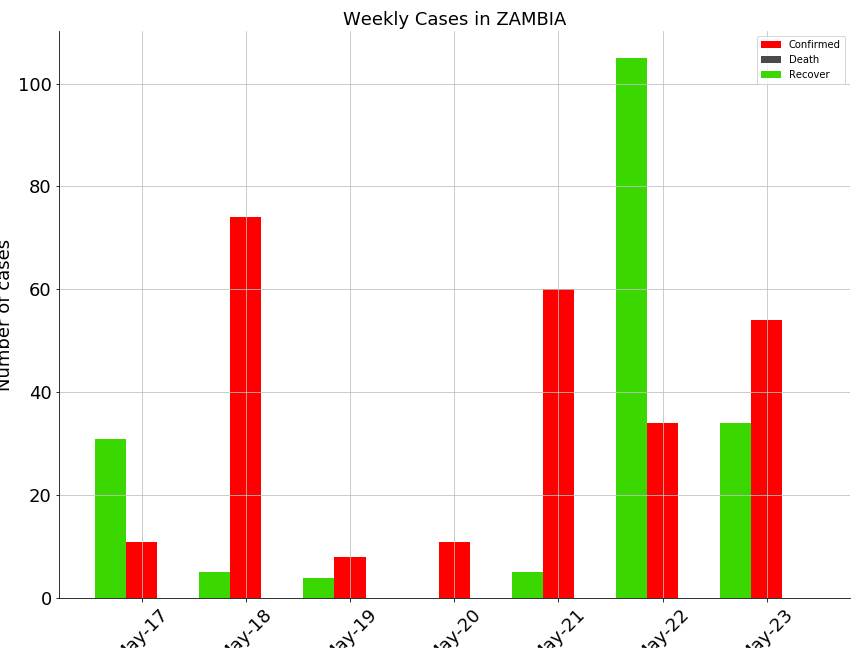 Weekly Cases in ZAMBIA
Confirmed
Death
Recover
Number of cases
100
80
60
40
20
0
May-17
May-18
May-19
May-20
May-21
May-22
May-23